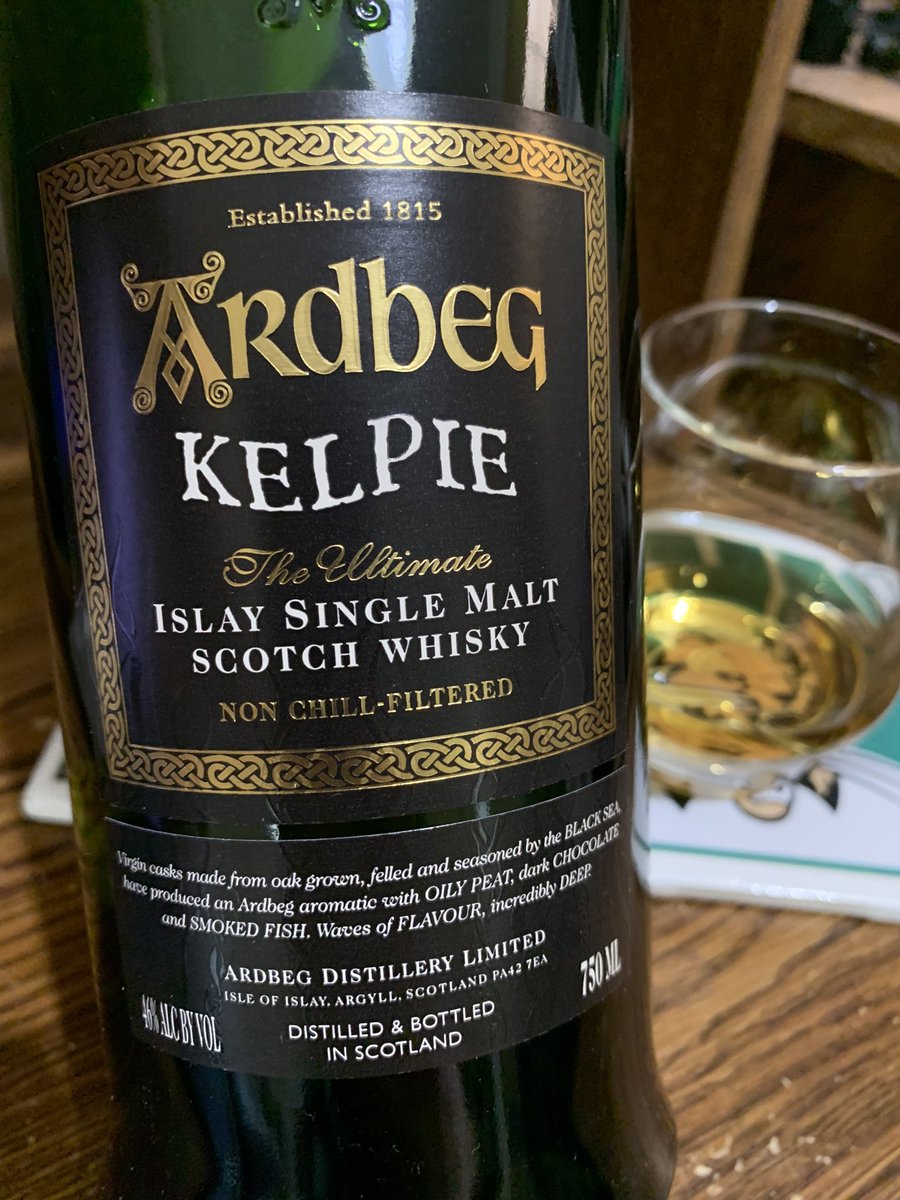 Established 1815
ARDBEG
KELPIE
The Ultimate
ISLAY SINGLE MALT
SCOTCH WHISKY
NON CHILL-FILTERED
Virgin casks made from oak grown, felled and seasoned by the BLACK SEA,
have produced an Ardbeg aromatic with OILY PEAT, dark CHOCOLATE
and SMOKED FISH. Waves of FLAVOUR, incredibly DEEP.
ARDBEG DISTILLERY LIMITED
ISLE OF ISLAY, ARGYLL, SCOTLAND PA42 7EA
750 ML
46% ALC BY VOL
DISTILLED & BOTTLED
IN SCOTLAND